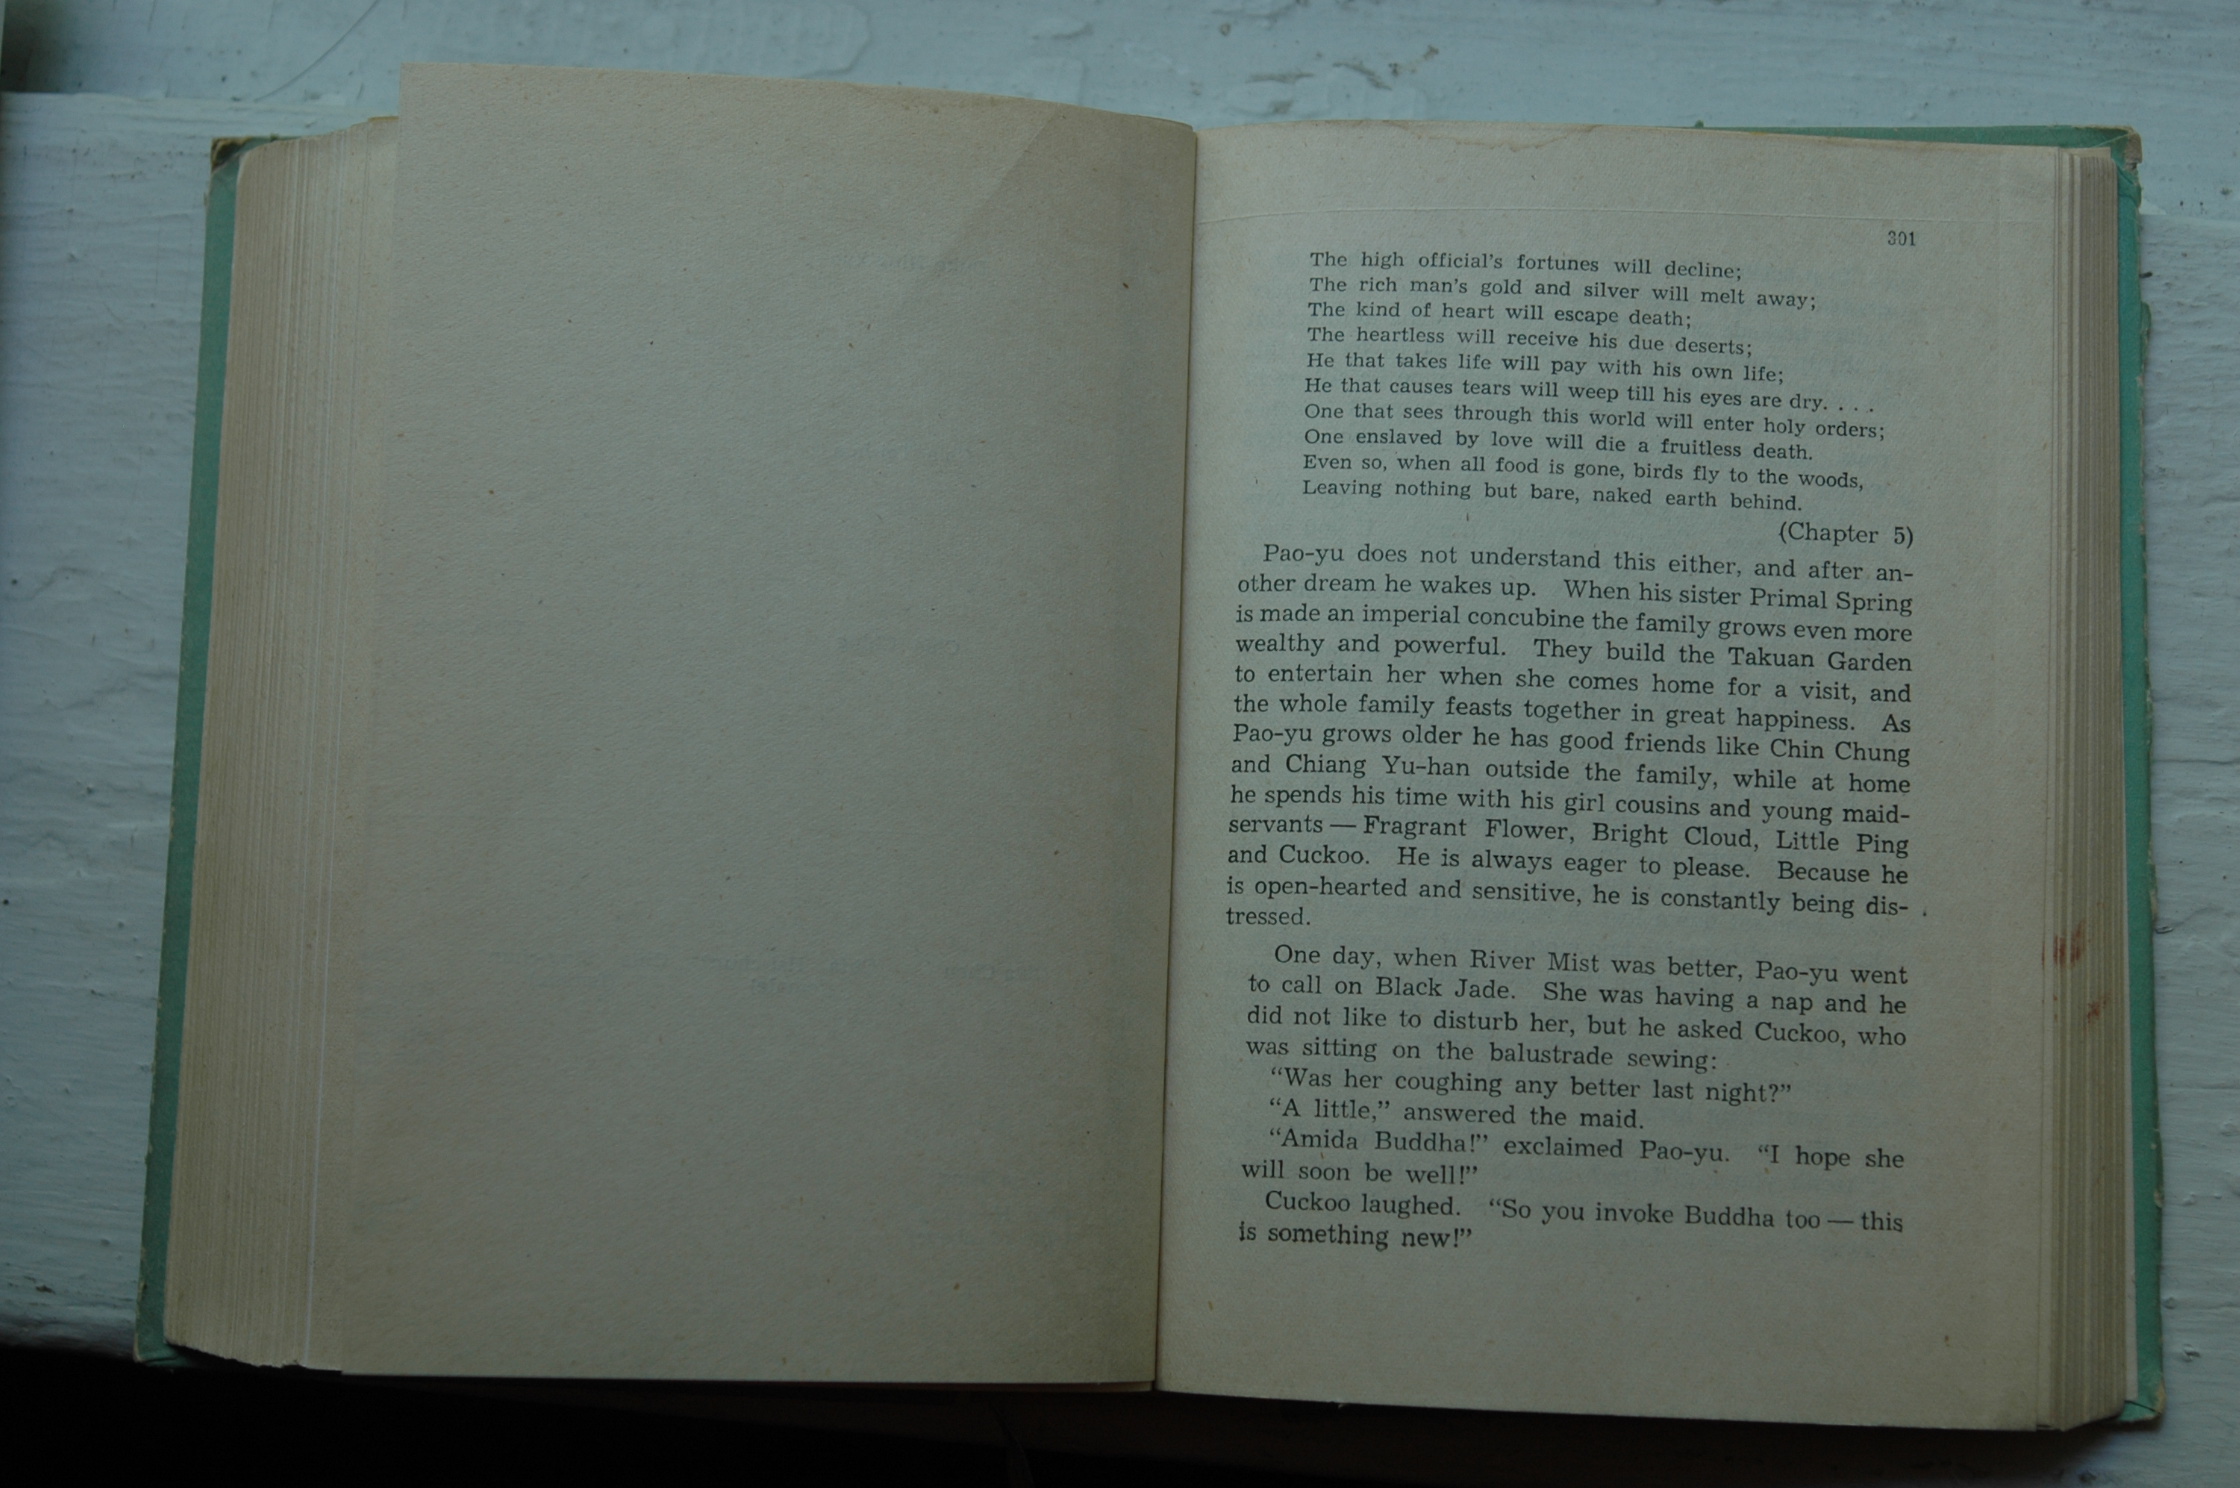 301
The high official's fortunes will decline;
The rich man's gold and silver will melt away;
The kind of heart will escape death;
The heartless will receive his due deserts;
He that takes life will pay with his own life;
He that causes tears will weep till his eyes are dry. . . .
One that sees through this world will enter holy orders;
One enslaved by love will die a fruitless death.
Even so, when all food is gone, birds fly to the woods,
Leaving nothing but bare, naked earth behind.
(Chapter 5)
Pao-yu does not understand this either, and after an-
other dream he wakes up. When his sister Primal Spring
is made an imperial concubine the family grows even more
wealthy and powerful. They build the Takuan Garden
to entertain her when she comes home for a visit, and
the whole family feasts together in great happiness. As
Pao-yu grows older he has good friends like Chin Chung
and Chiang Yu-han outside the family, while at home
he spends his time with his girl cousins and young maid-
servants — Fragrant Flower, Bright Cloud, Little Ping
and Cuckoo. He is always eager to please. Because he
is open-hearted and sensitive, he is constantly being dis-
tressed.
One day, when River Mist was better, Pao-yu went
to call on Black Jade. She was having a nap and he
did not like to disturb her, but he asked Cuckoo, who
was sitting on the balustrade sewing:
“Was her coughing any better last night?”
“A little,” answered the maid.
“Amida Buddha!” exclaimed Pao-yu. “I hope she
will soon be well!”
Cuckoo laughed. “So you invoke Buddha too — this
is something new!”